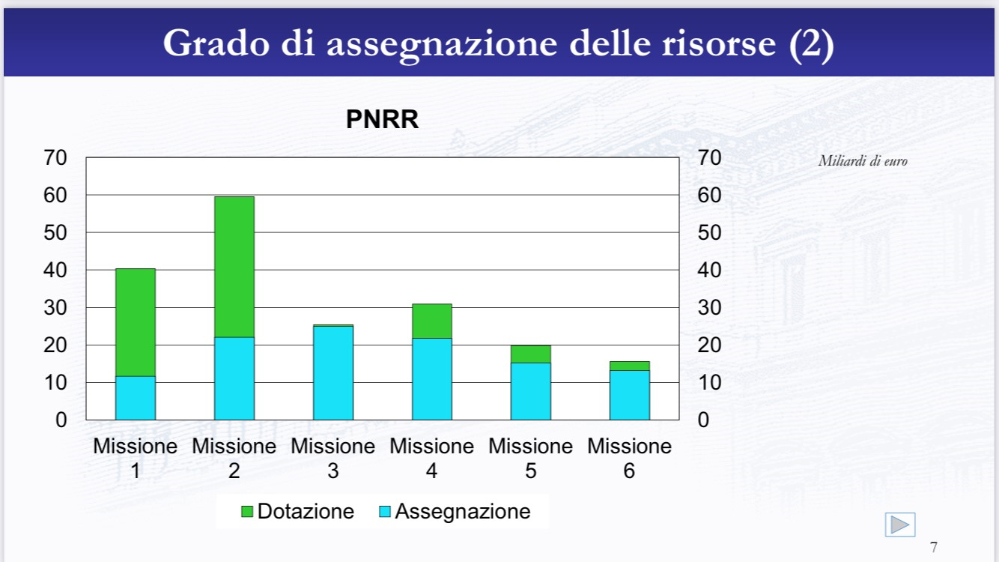 Grado di assegnazione delle risorse (2)
PNRR
Miliardi di euro
70 70
60 60
50 50
40 40
30 30
20 20
10 10
0 0
Missione Missione Missione Missione Missione Missione
1 2 3 4 5 6
Dotazione Assegnazione
7